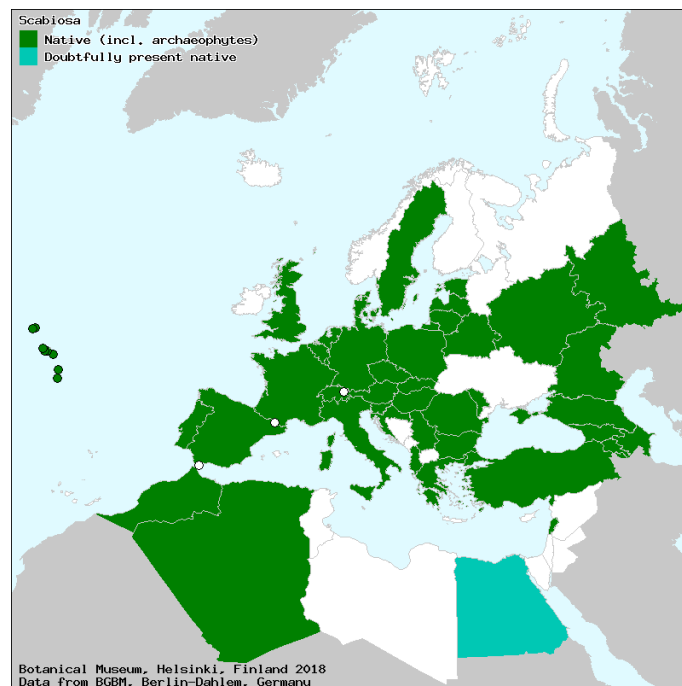 Scabiosa
Native (incl. archaeophytes)
Doubtfully present native
Botanical Museum, Helsinki, Finland 2018
Data from BGBM, Berlin-Dahlem, Germany